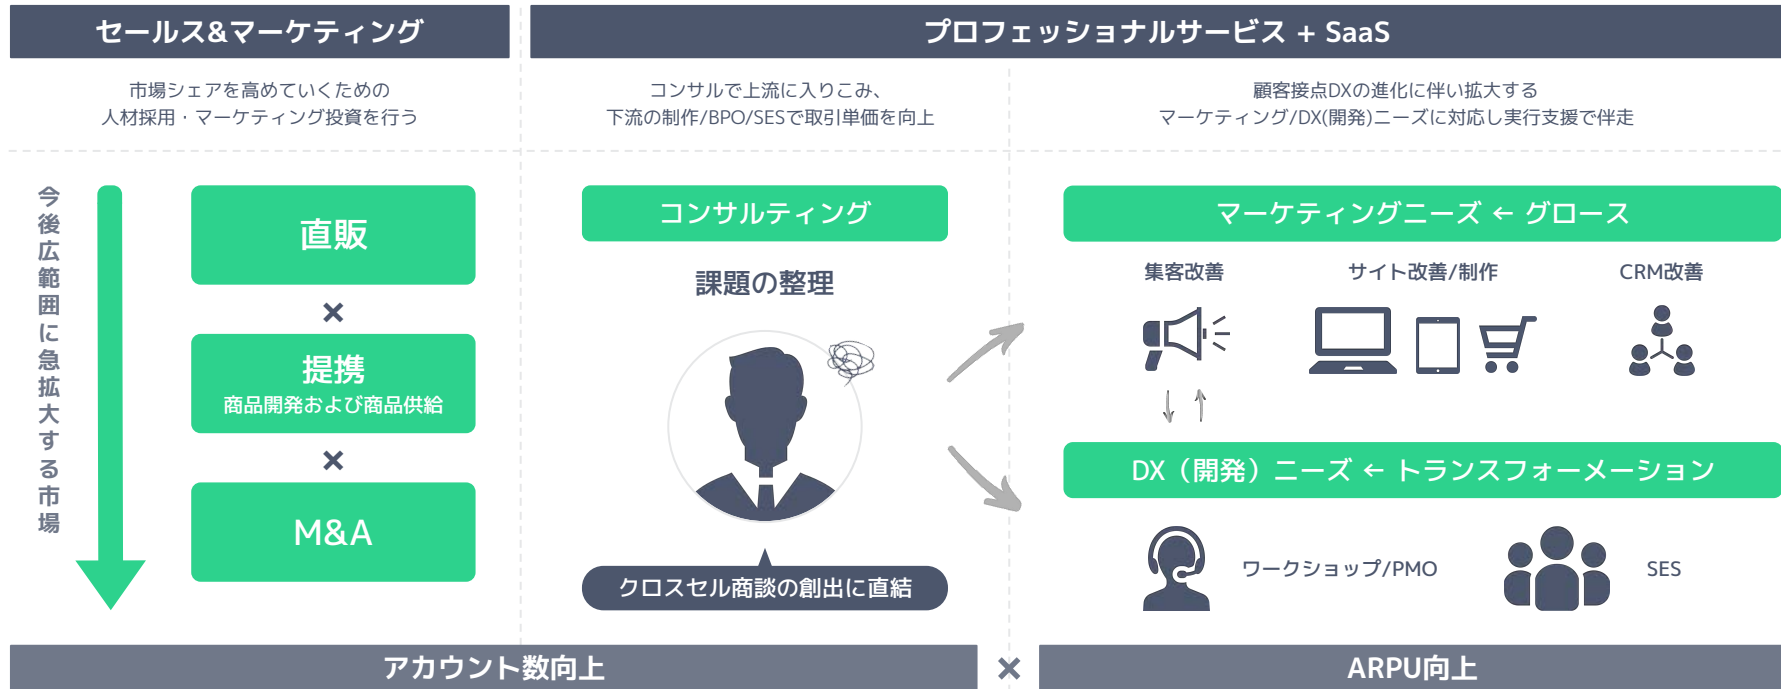 セールス&マーケティング
プロフェッショナルサービス + SaaS
市場シェアを高めていくための
人材採用・マーケティング投資を行う
コンサルで上流に入りこみ、
下流の制作/BPO/SESで取引単価を向上
顧客接点DXの進化に伴い拡大する
マーケティング/DX(開発)ニーズに対応し実行支援で伴走
今後広範囲に急拡大する市場
直販
×
提携
商品開発および商品供給
×
M&A
コンサルティング
課題の整理
クロスセル商談の創出に直結
マーケティングニーズ ← グロース
集客改善
サイト改善/制作
CRM改善
DX（開発）ニーズ ← トランスフォーメーション
ワークショップ/PMO
SES
アカウント数向上
×
ARPU向上